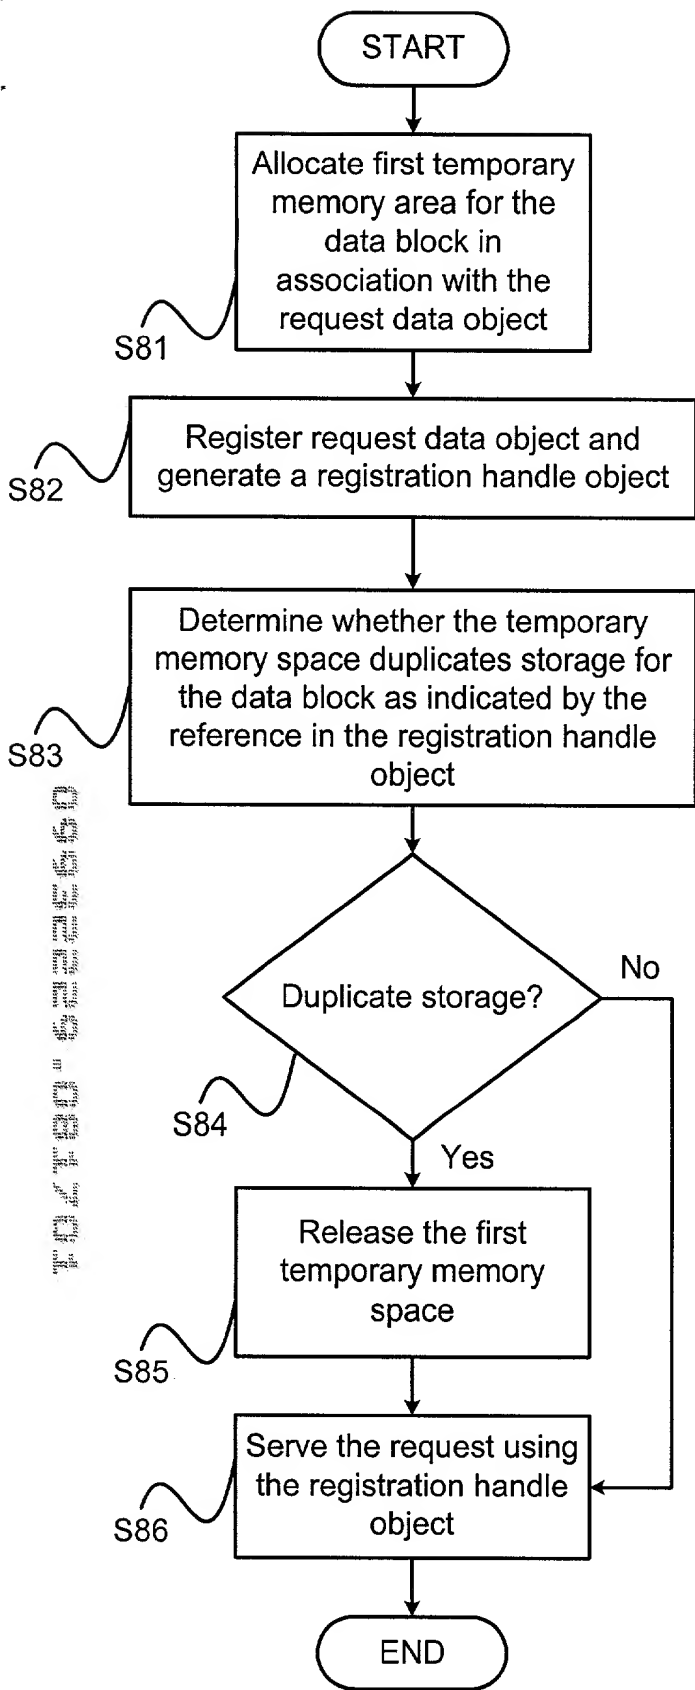 START
Allocate first temporary
memory area for the
data block in
association with the
request data object
S81
Register request data object and
generate a registration handle object
S82
Determine whether the temporary
memory space duplicates storage for
the data block as indicated by the
reference in the registration handle
object
S83
Duplicate storage?
No
S84
Yes
Release the first
temporary memory
space
S85
Serve the request using
the registration handle
object
S86
END